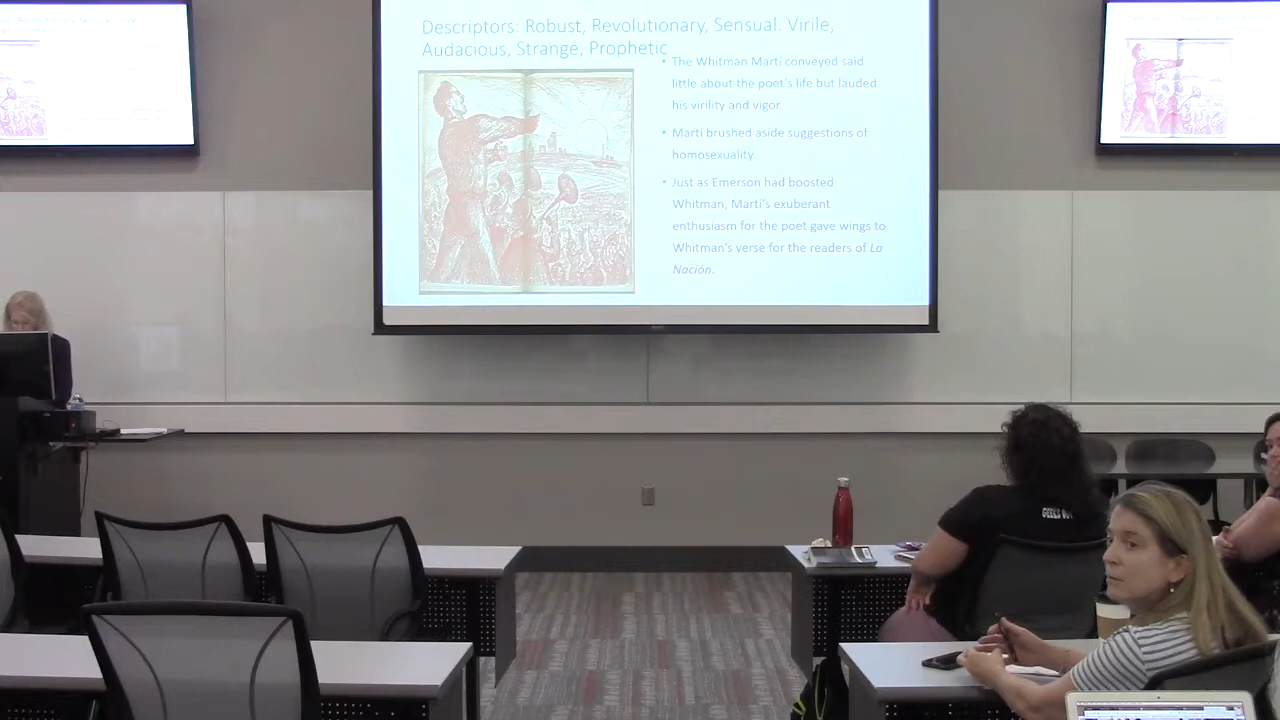 Descriptors: Robust, Revolutionary, Sensual. Virile,
Audacious, Strange, Prophetic
• The Whitman Martí conveyed said
little about the poet's life but lauded
his virility and vigor.
• Martí brushed aside suggestions of
homosexuality.
• Just as Emerson had boosted
Whitman, Martí's exuberant
enthusiasm for the poet gave wings to
Whitman's verse for the readers of La
Nación.
GEEKS